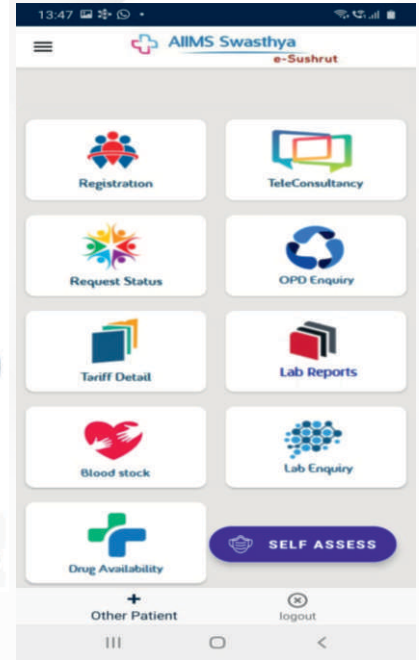 13:47
AIIMS Swasthya
e-Sushrut
Registration
TeleConsultancy
Request Status
OPD Enquiry
Tariff Detail
Lab Reports
Blood stock
Lab Enquiry
Drug Availability
SELF ASSESS
Other Patient
logout